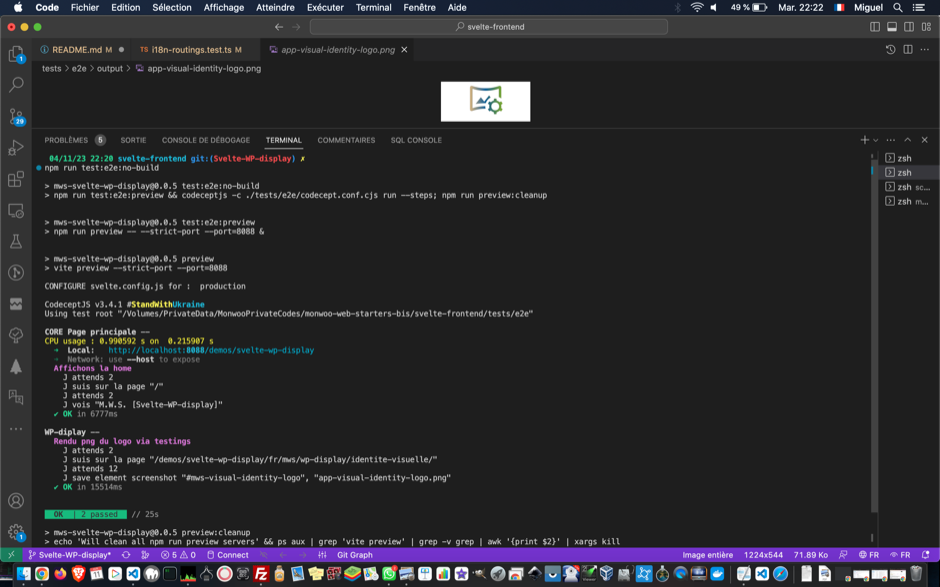 Code Fichier Edition Sélection Affichage Atteindre Exécuter Terminal Fenêtre Aide 49 % Mar. 22:22 Miguel
svelte-frontend
README.md M TS i18n-routings.test.ts M app-visual-identity-logo.png
tests > e2e > output > app-visual-identity-logo.png
PROBLÈMES 5 SORTIE CONSOLE DE DÉBOGAGE TERMINAL COMMENTAIRES SQL CONSOLE
04/11/23 22:20 svelte-frontend git:(Svelte-WP-display) ✗
npm run test:e2e:no-build
> mws-svelte-wp-display@0.0.5 test:e2e:no-build
> npm run test:e2e:preview && codeceptjs -c ./tests/e2e/codecept.conf.cjs run --steps; npm run preview:cleanup
> mws-svelte-wp-display@0.0.5 test:e2e:preview
> npm run preview -- --strict-port --port=8088 &
> mws-svelte-wp-display@0.0.5 preview
> vite preview --strict-port --port=8088
CONFIGURE svelte.config.js for : production
CodeceptJS v3.4.1 #StandWithUkraine
Using test root "/Volumes/PrivateData/MonwooPrivateCodes/monwoo-web-starters-bis/svelte-frontend/tests/e2e"
CORE Page principale --
CPU usage : 0.990592 s on 0.215907 s
➜ Local: http://localhost:8088/demos/svelte-wp-display
➜ Network: use --host to expose
Affichons la home
J attends 2
J suis sur la page "/"
J attends 2
J vois "M.W.S. [Svelte-WP-display]"
✔ OK in 6777ms
WP-diplay --
Rendu png du logo via testings
J attends 2
J suis sur la page "/demos/svelte-wp-display/fr/mws/wp-display/identite-visuelle/"
J attends 12
J save element screenshot "#mws-visual-identity-logo", "app-visual-identity-logo.png"
✔ OK in 15514ms
OK | 2 passed // 25s
> mws-svelte-wp-display@0.0.5 preview:cleanup
> echo 'Will clean all npm run preview servers' && ps aux | grep 'vite preview' | grep -v grep | awk '{print $2}' | xargs kill
zsh
zsh
zsh sc...
zsh m...
1
29
1
Svelte-WP-display* 5 0 Connect Git Graph Image entière 1224x544 71.89 Ko FR FR